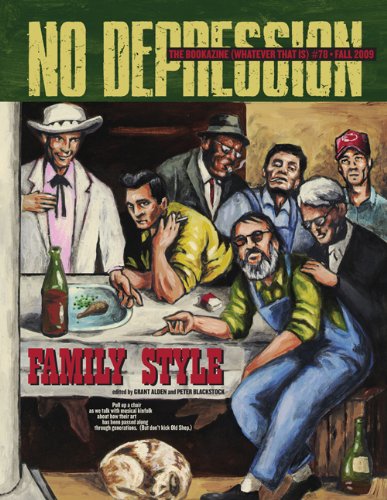 NO DEPRESSION
THE BOOKAZINE (WHATEVER THAT IS) #78 • FALL 2009
FAMILY STYLE
edited by GRANT ALDEN and PETER BLACKSTOCK
Pull up a chair
as we talk with musical kinfolk
about how their art
has been passed along
through generations. (But don't kick Old Shep.)